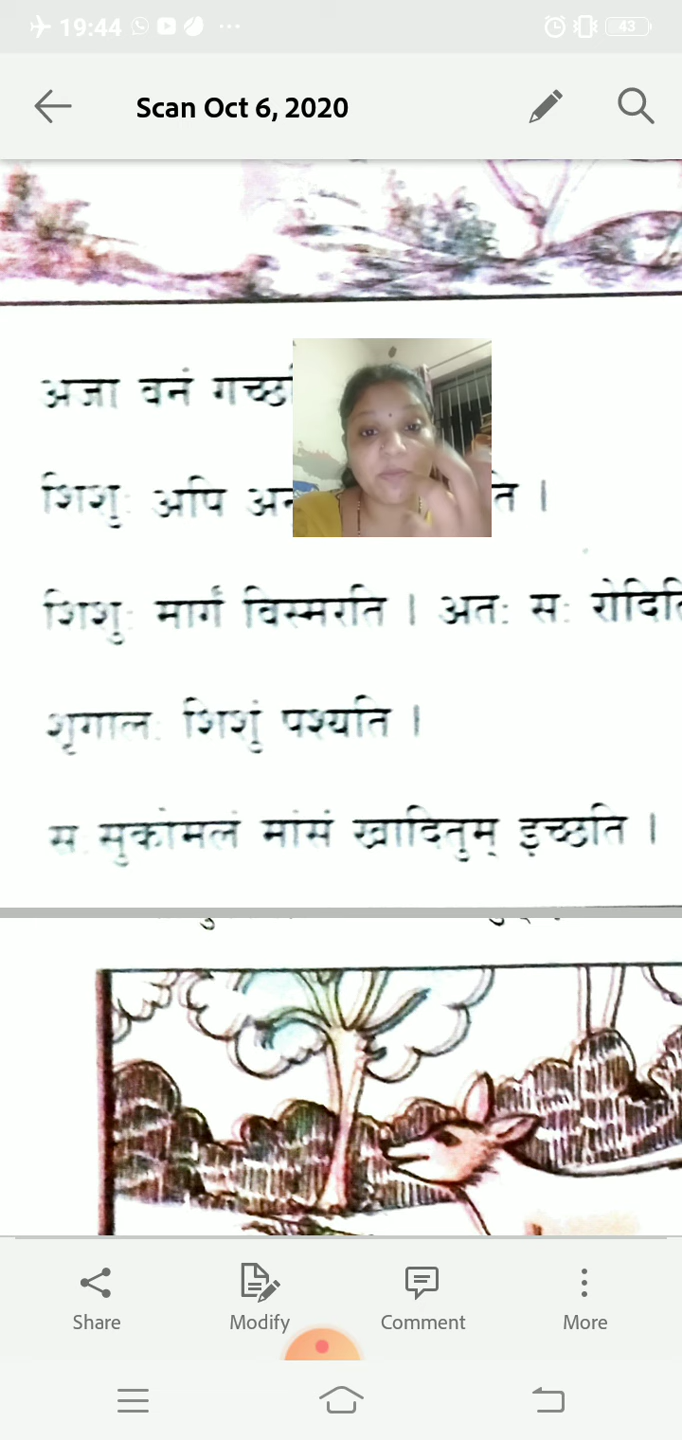 19:44
43
Scan Oct 6, 2020
अजा वनं
शिशुः अपि
शिशुः मार्गं विस्मरति । अतः सः
शृगालः शिशुं पश्यति ।
सः सुकोमलं मांसं खादितुम् इच्छति ।
Share Modify Comment More